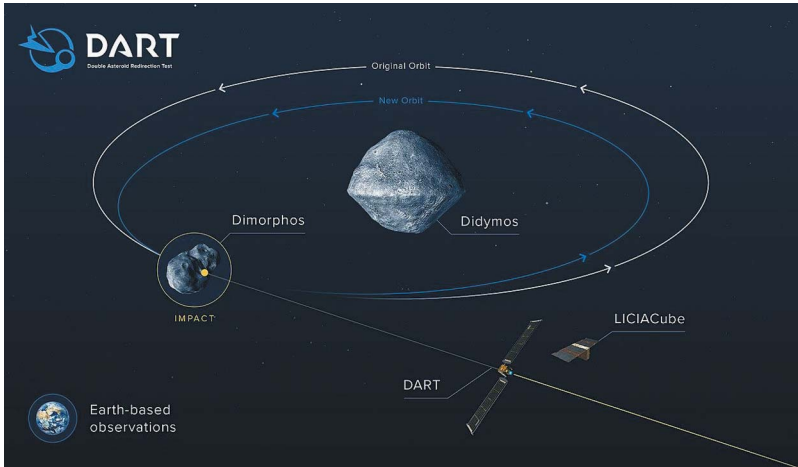 DART
Double Asteroid Redirection Test
Original Orbit
New Orbit
Dimorphos
Didymos
IMPACT
LICIACube
DART
Earth-based
observations